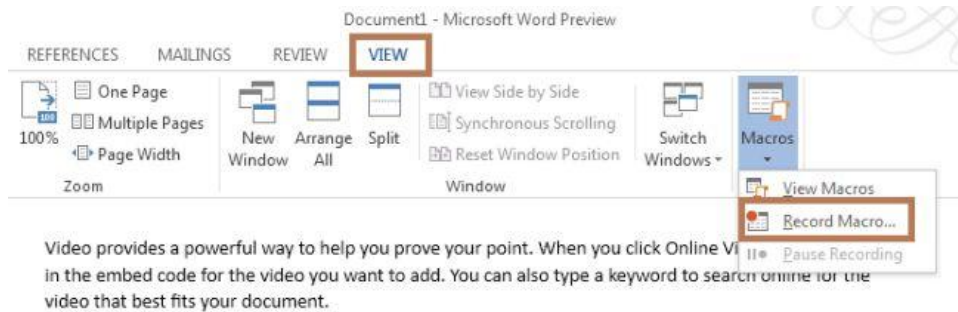 Document1 - Microsoft Word Preview
REFERENCES MAILINGS REVIEW VIEW
100%
One Page
Multiple Pages
Page Width
Zoom
New Window
Arrange All
Split
View Side by Side
Synchronous Scrolling
Reset Window Position
Window
Switch Windows
Macros
View Macros
Record Macro...
Pause Recording
Video provides a powerful way to help you prove your point. When you click Online
in the embed code for the video you want to add. You can also type a keyword to search online for the
video that best fits your document.